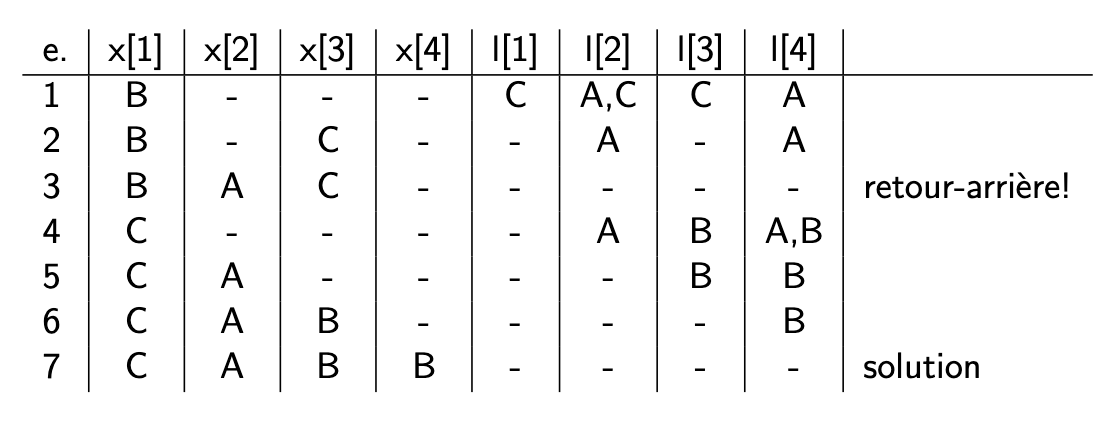 e. x[1] x[2] x[3] x[4] l[1] l[2] l[3] l[4]
1 B - - - C A,C C A
2 B - C - - A - A
3 B A C - - - - - retour-arrière!
4 C - - - - A B A,B
5 C A - - - - B B
6 C A B - - - - B
7 C A B B - - - - solution